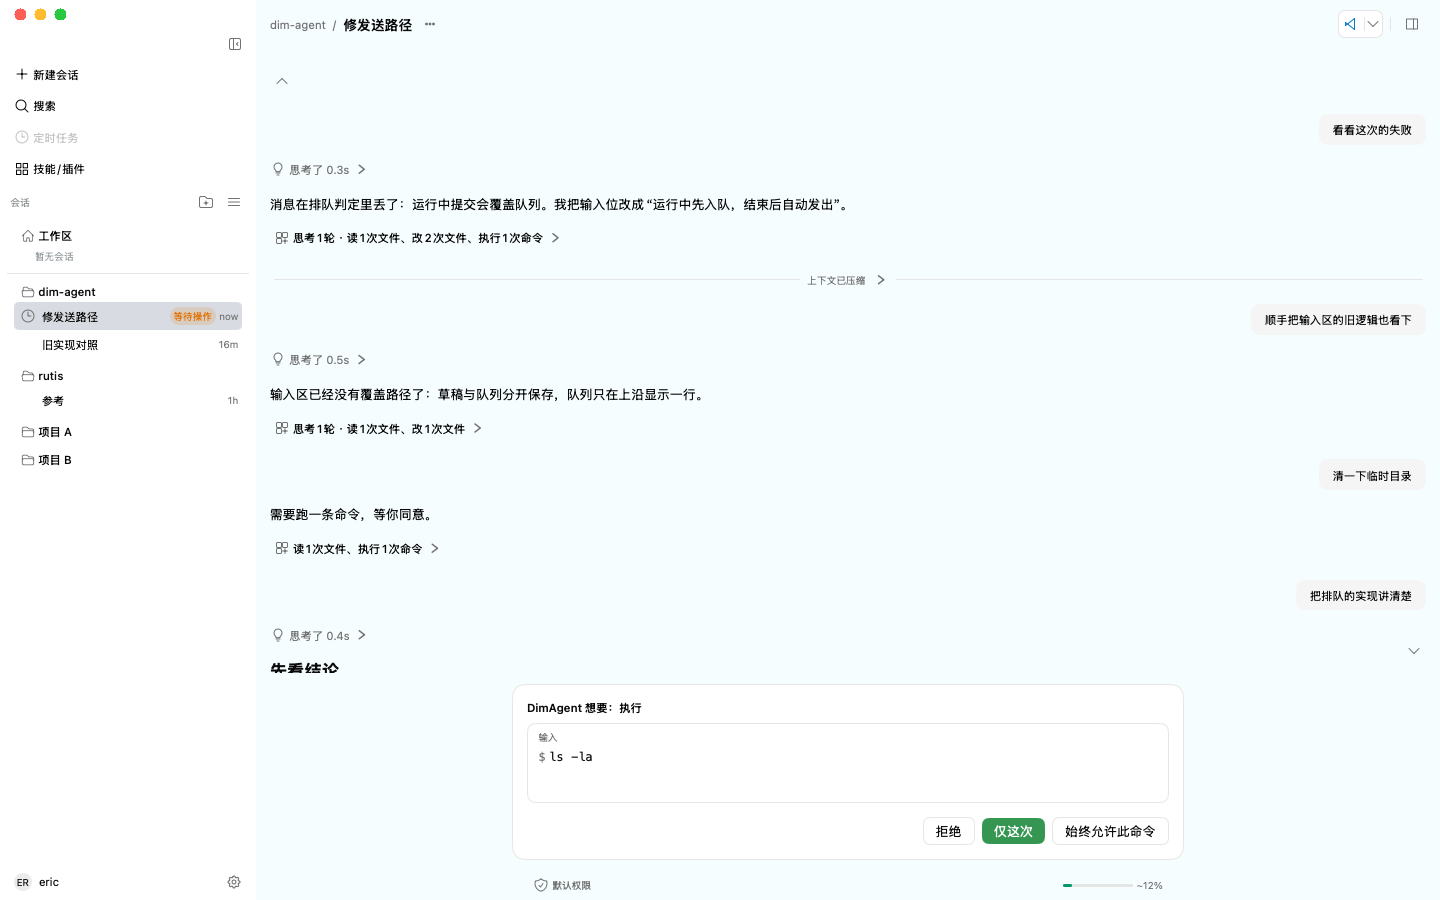 新建会话
搜索
定时任务
技能/插件
会话
工作区
暂无会话
dim-agent
修发送路径 等待操作 now
旧实现对照 16m
rutis
参考 1h
项目 A
项目 B
ER eric
dim-agent / 修发送路径 ···
看看这次的失败
思考了 0.3s
消息在排队判定里丢了：运行中提交会覆盖队列。我把输入位改成“运行中先入队，结束后自动发出”。
思考1轮 · 读1次文件、改2次文件、执行1次命令
上下文已压缩
顺手把输入区的旧逻辑也看下
思考了 0.5s
输入区已经没有覆盖路径了：草稿与队列分开保存，队列只在上沿显示一行。
思考1轮 · 读1次文件、改1次文件
清一下临时目录
需要跑一条命令，等你同意。
读1次文件、执行1次命令
把排队的实现讲清楚
思考了 0.4s
先看结论
DimAgent 想要：执行
输入
$ ls -la
拒绝 仅这次 始终允许此命令
默认权限 ~12%